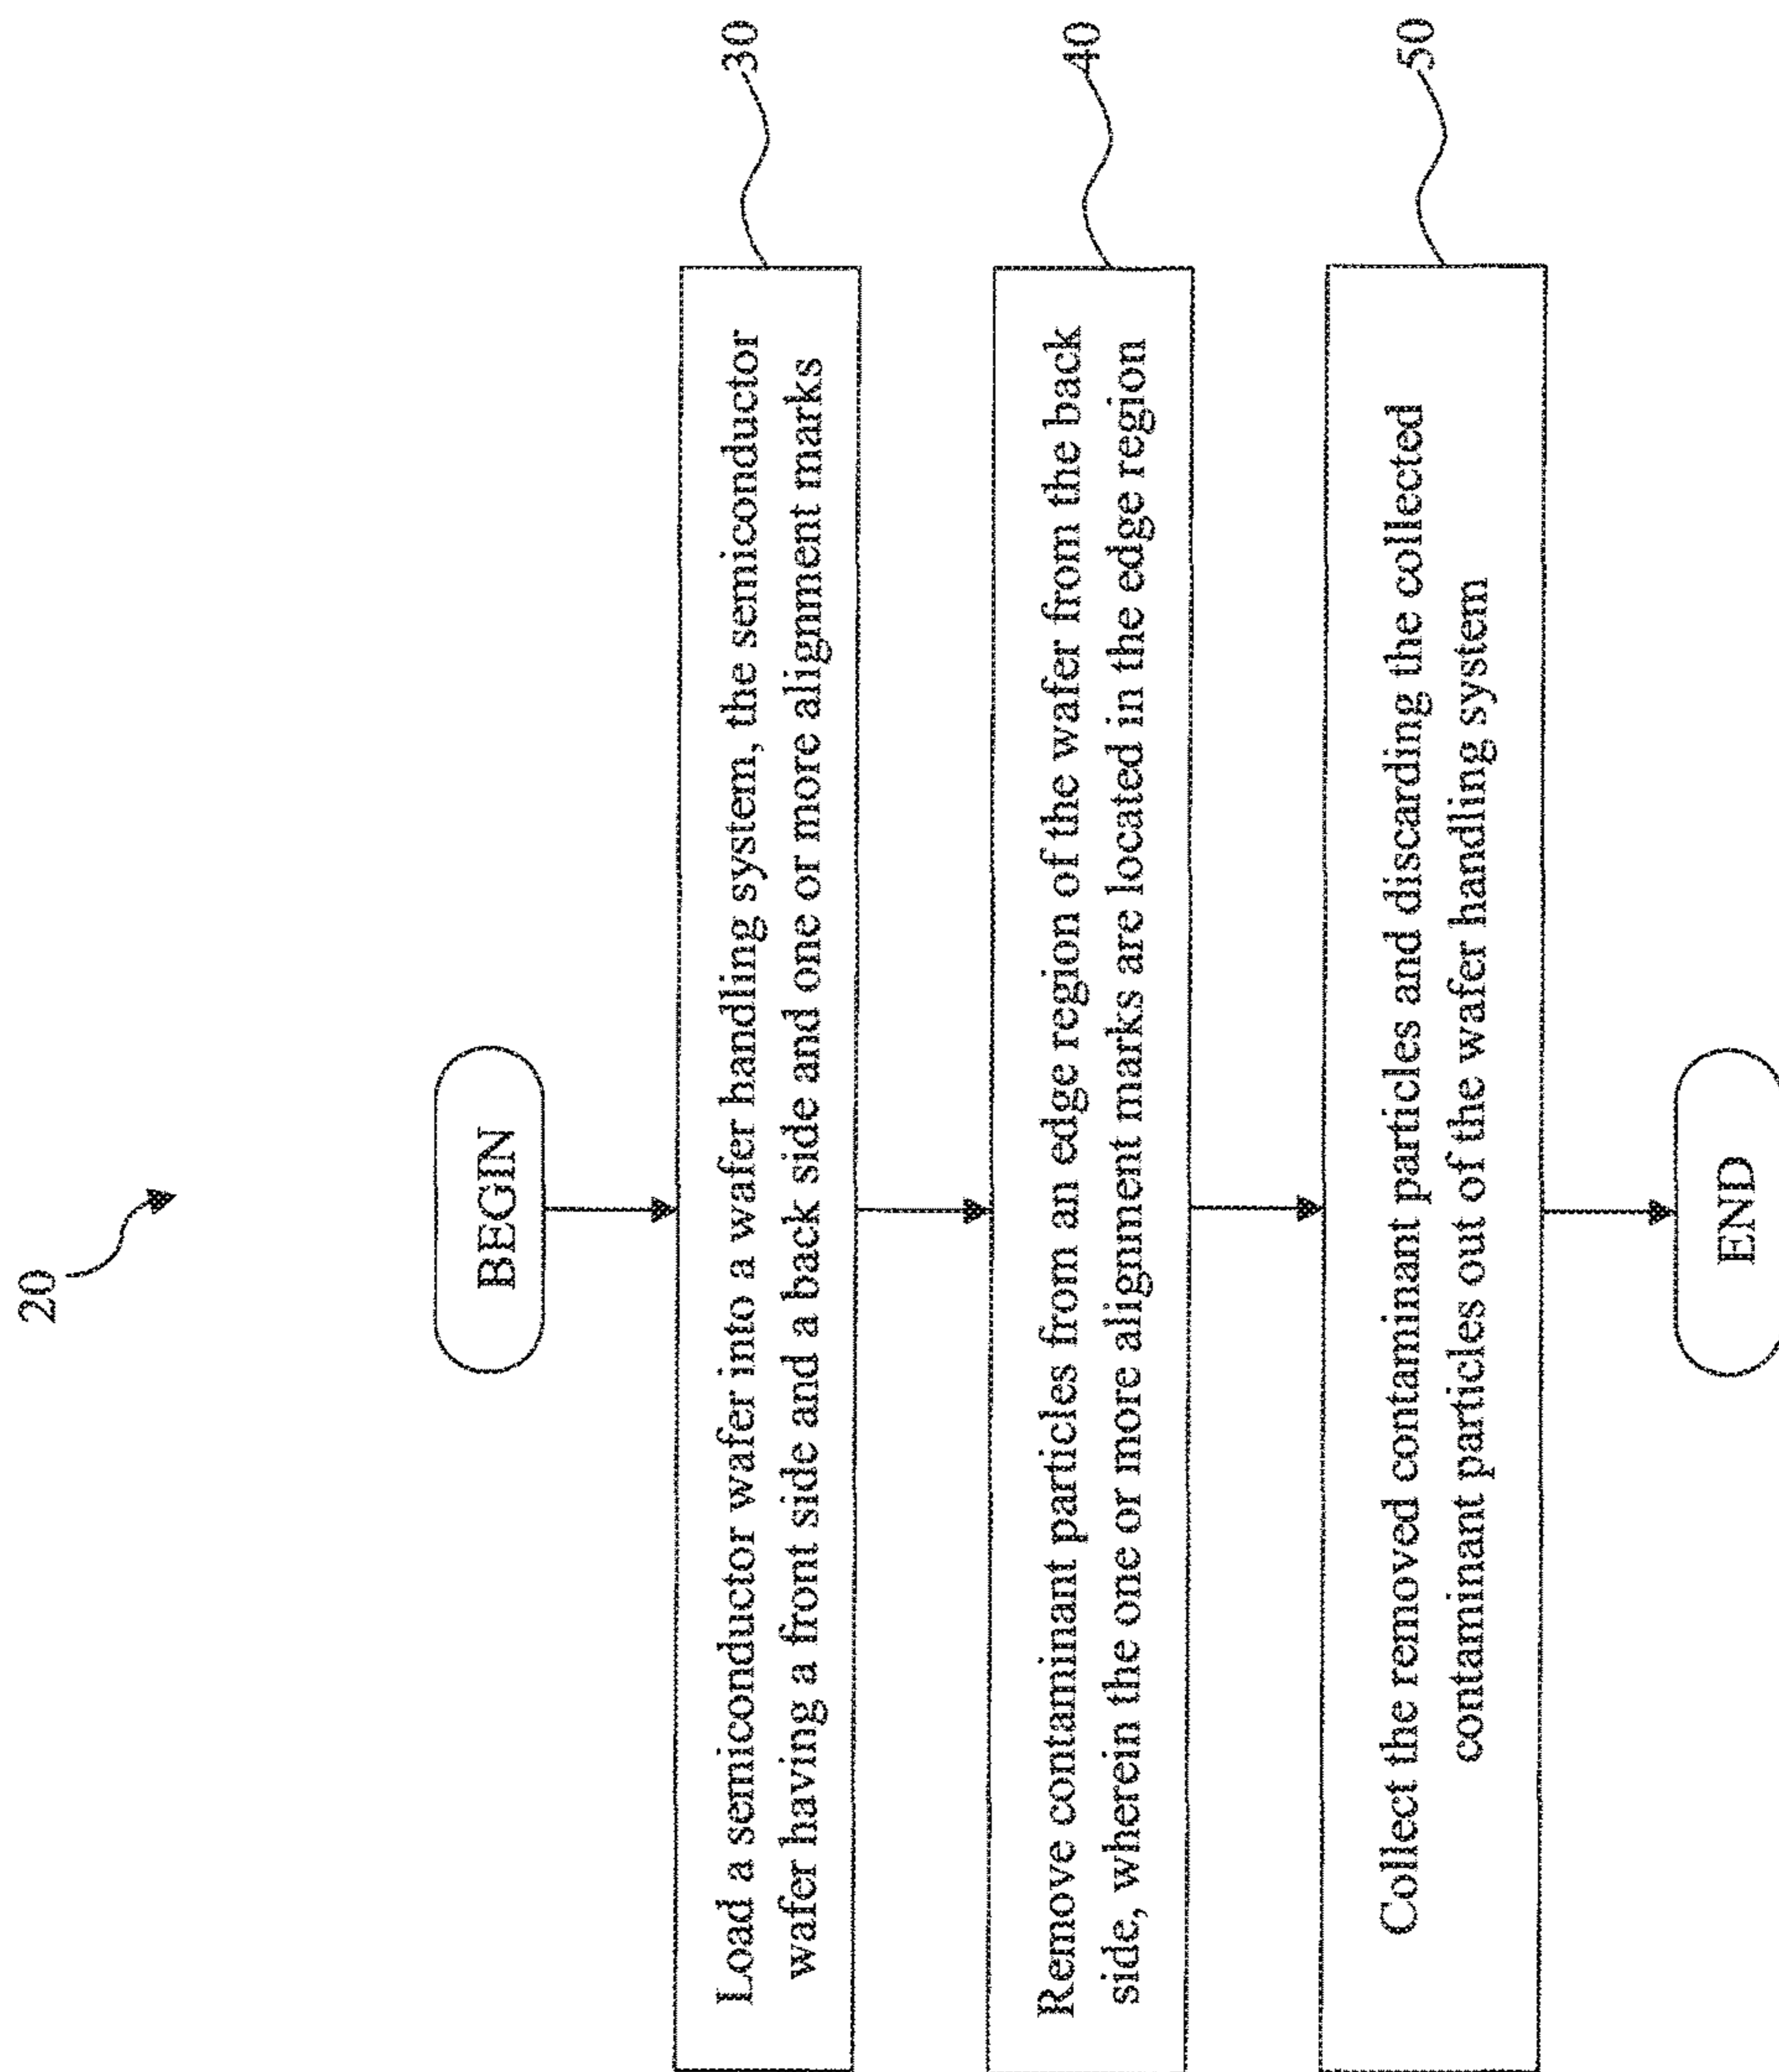 20
BEGIN
Load a semiconductor wafer into a wafer handling system, the semiconductor
wafer having a front side and a back side and one or more alignment marks
30
Remove contaminant particles from an edge region of the wafer from the back
side, wherein the one or more alignment marks are located in the edge region
40
Collect the removed contaminant particles and discarding the collected
contaminant particles out of the wafer handling system
50
END